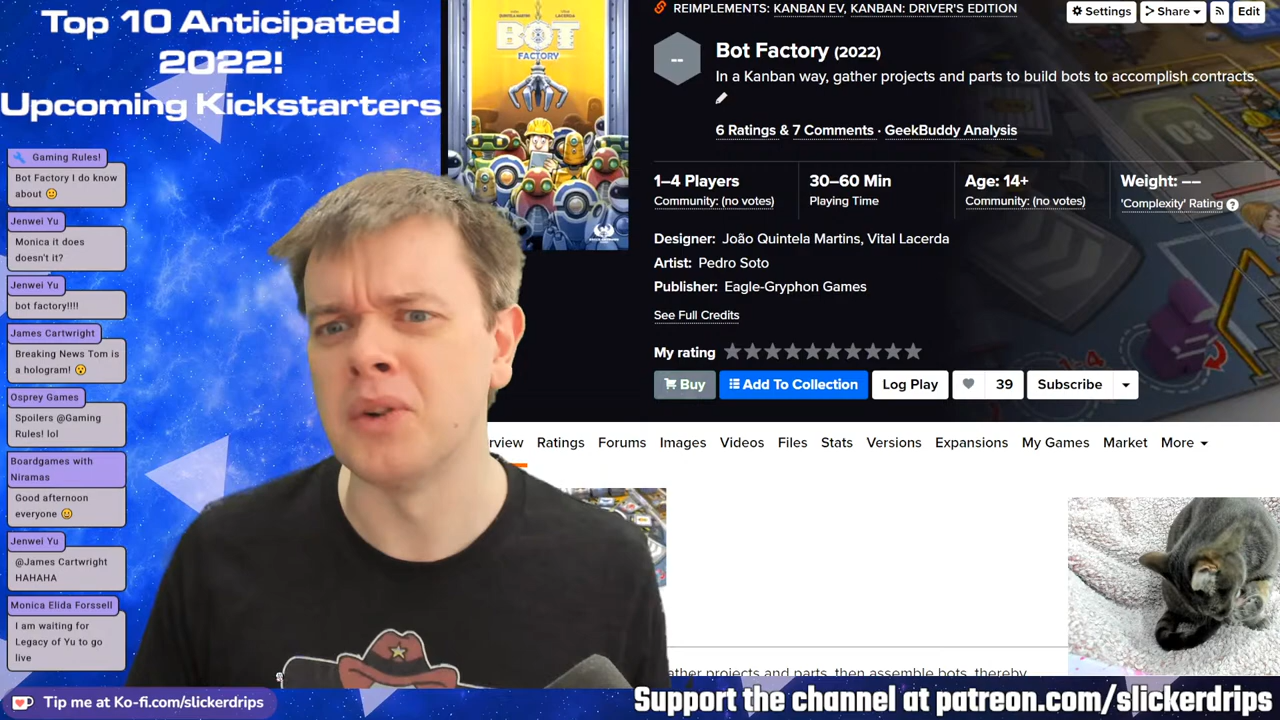 Top 10 Anticipated
2022!
Upcoming Kickstarters
Gaming Rules!
Bot Factory I do know
about
Jenwei Yu
Monica it does
doesn't it?
Jenwei Yu
bot factory!!!!
James Cartwright
Breaking News Tom is
a hologram!
Osprey Games
Spoilers @Gaming
Rules! lol
Boardgames with
Niramas
Good afternoon
everyone
Jenwei Yu
@James Cartwright
HAHAHA
Monica Elida Forssell
I am waiting for
Legacy of Yu to go
live
Tip me at Ko-fi.com/slickerdrips
BOT
FACTORY
REIMPLEMENTS: KANBAN EV, KANBAN: DRIVER'S EDITION
Settings
Share
Edit
--
Bot Factory (2022)
In a Kanban way, gather projects and parts to build bots to accomplish contracts.
6 Ratings & 7 Comments · GeekBuddy Analysis
1–4 Players
Community: (no votes)
30–60 Min
Playing Time
Age: 14+
Community: (no votes)
Weight: ––
'Complexity' Rating ?
Designer: João Quintela Martins, Vital Lacerda
Artist: Pedro Soto
Publisher: Eagle-Gryphon Games
See Full Credits
My rating
Buy
Add To Collection
Log Play
39
Subscribe
rview Ratings Forums Images Videos Files Stats Versions Expansions My Games Market More
ather projects and parts, then assemble bots, thereby
Support the channel at patreon.com/slickerdrips